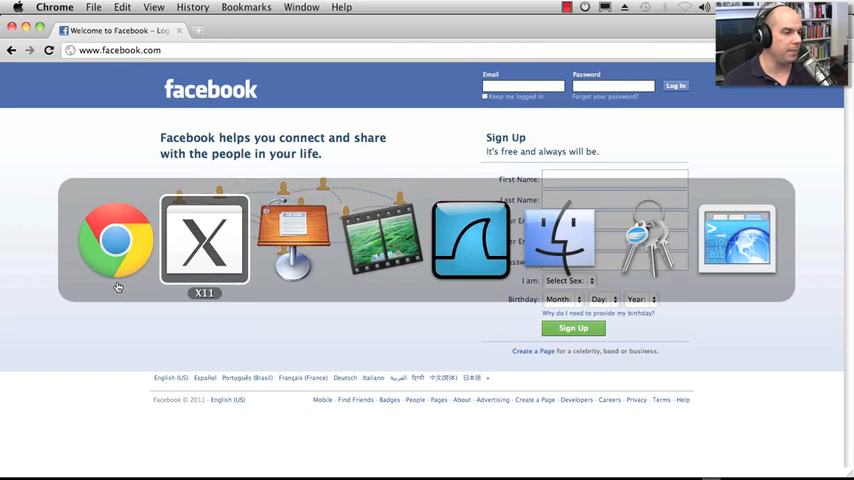 Chrome File Edit View History Bookmarks Window Help
Welcome to Facebook – Log
www.facebook.com
facebook
Email
Password
Log In
Keep me logged in
Forgot your password?
Facebook helps you connect and share
with the people in your life.
Sign Up
It's free and always will be.
First Name:
Last Name:
X
X11
I am:
Select Sex:
Birthday:
Month:
Day:
Year:
Why do I need to provide my birthday?
Sign Up
Create a Page for a celebrity, band or business.
English (US) Español Português (Brasil) Français (France) Deutsch Italiano العربية हिन्दी 中文(简体) 日本語 »
Facebook © 2011 · English (US)
Mobile · Find Friends · Badges · People · Pages · About · Advertising · Create a Page · Developers · Careers · Privacy · Terms · Help